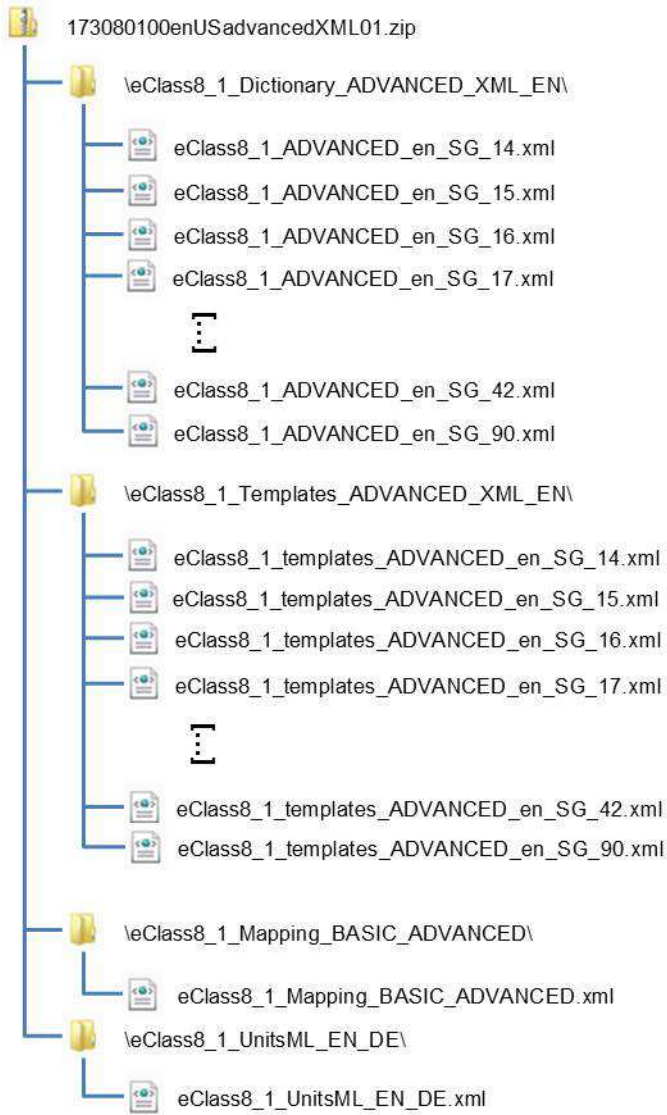 173080100enUSadvancedXML01.zip
\eClass8_1_Dictionary_ADVANCED_XML_EN\
eClass8_1_ADVANCED_en_SG_14.xml
eClass8_1_ADVANCED_en_SG_15.xml
eClass8_1_ADVANCED_en_SG_16.xml
eClass8_1_ADVANCED_en_SG_17.xml
[...]
eClass8_1_ADVANCED_en_SG_42.xml
eClass8_1_ADVANCED_en_SG_90.xml
\eClass8_1_Templates_ADVANCED_XML_EN\
eClass8_1_templates_ADVANCED_en_SG_14.xml
eClass8_1_templates_ADVANCED_en_SG_15.xml
eClass8_1_templates_ADVANCED_en_SG_16.xml
eClass8_1_templates_ADVANCED_en_SG_17.xml
[...]
eClass8_1_templates_ADVANCED_en_SG_42.xml
eClass8_1_templates_ADVANCED_en_SG_90.xml
\eClass8_1_Mapping_BASIC_ADVANCED\
eClass8_1_Mapping_BASIC_ADVANCED.xml
\eClass8_1_UnitsML_EN_DE\
eClass8_1_UnitsML_EN_DE.xml